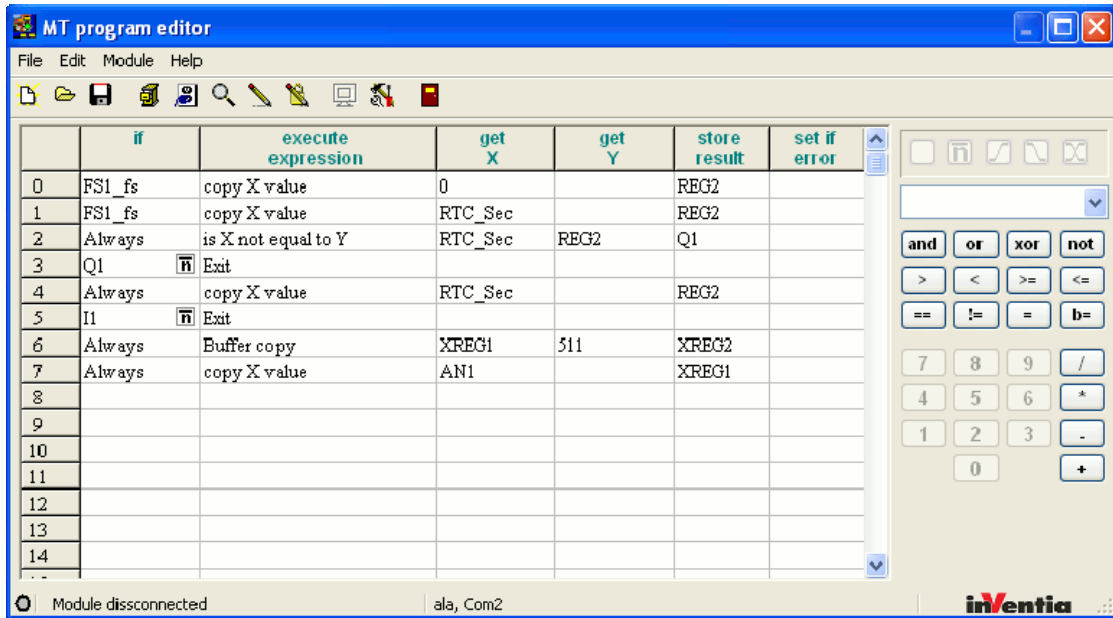 MT program editor
File Edit Module Help
if execute expression get X get Y store result set if error
0 FS1_fs copy X value 0 REG2
1 FS1_fs copy X value RTC_Sec REG2
2 Always is X not equal to Y RTC_Sec REG2 Q1
3 Q1 n Exit
4 Always copy X value RTC_Sec REG2
5 I1 n Exit
6 Always Buffer copy XREG1 511 XREG2
7 Always copy X value AN1 XREG1
8
9
10
11
12
13
14
n
and or xor not
> < >= <=
== != = b=
7 8 9 /
4 5 6 *
1 2 3 -
0 +
Module dissconnected ala, Com2 inVentia